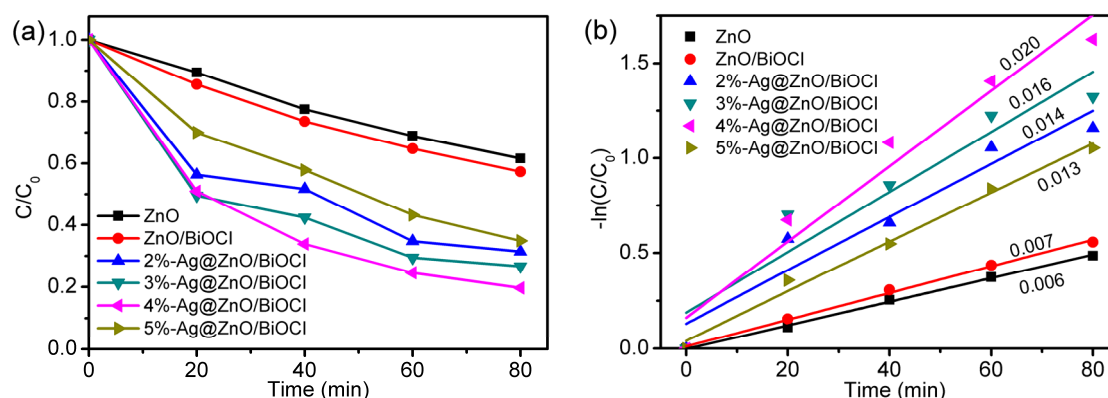 (a)
C/C0
1.0
0.8
0.6
0.4
0.2
0.0
ZnO
ZnO/BiOCl
2%-Ag@ZnO/BiOCl
3%-Ag@ZnO/BiOCl
4%-Ag@ZnO/BiOCl
5%-Ag@ZnO/BiOCl
0 20 40 60 80
Time (min)
(b)
-ln(C/C0)
1.5
1.0
0.5
0.0
ZnO
ZnO/BiOCl
2%-Ag@ZnO/BiOCl
3%-Ag@ZnO/BiOCl
4%-Ag@ZnO/BiOCl
5%-Ag@ZnO/BiOCl
0.020
0.016
0.014
0.013
0.007
0.006
0 20 40 60 80
Time (min)